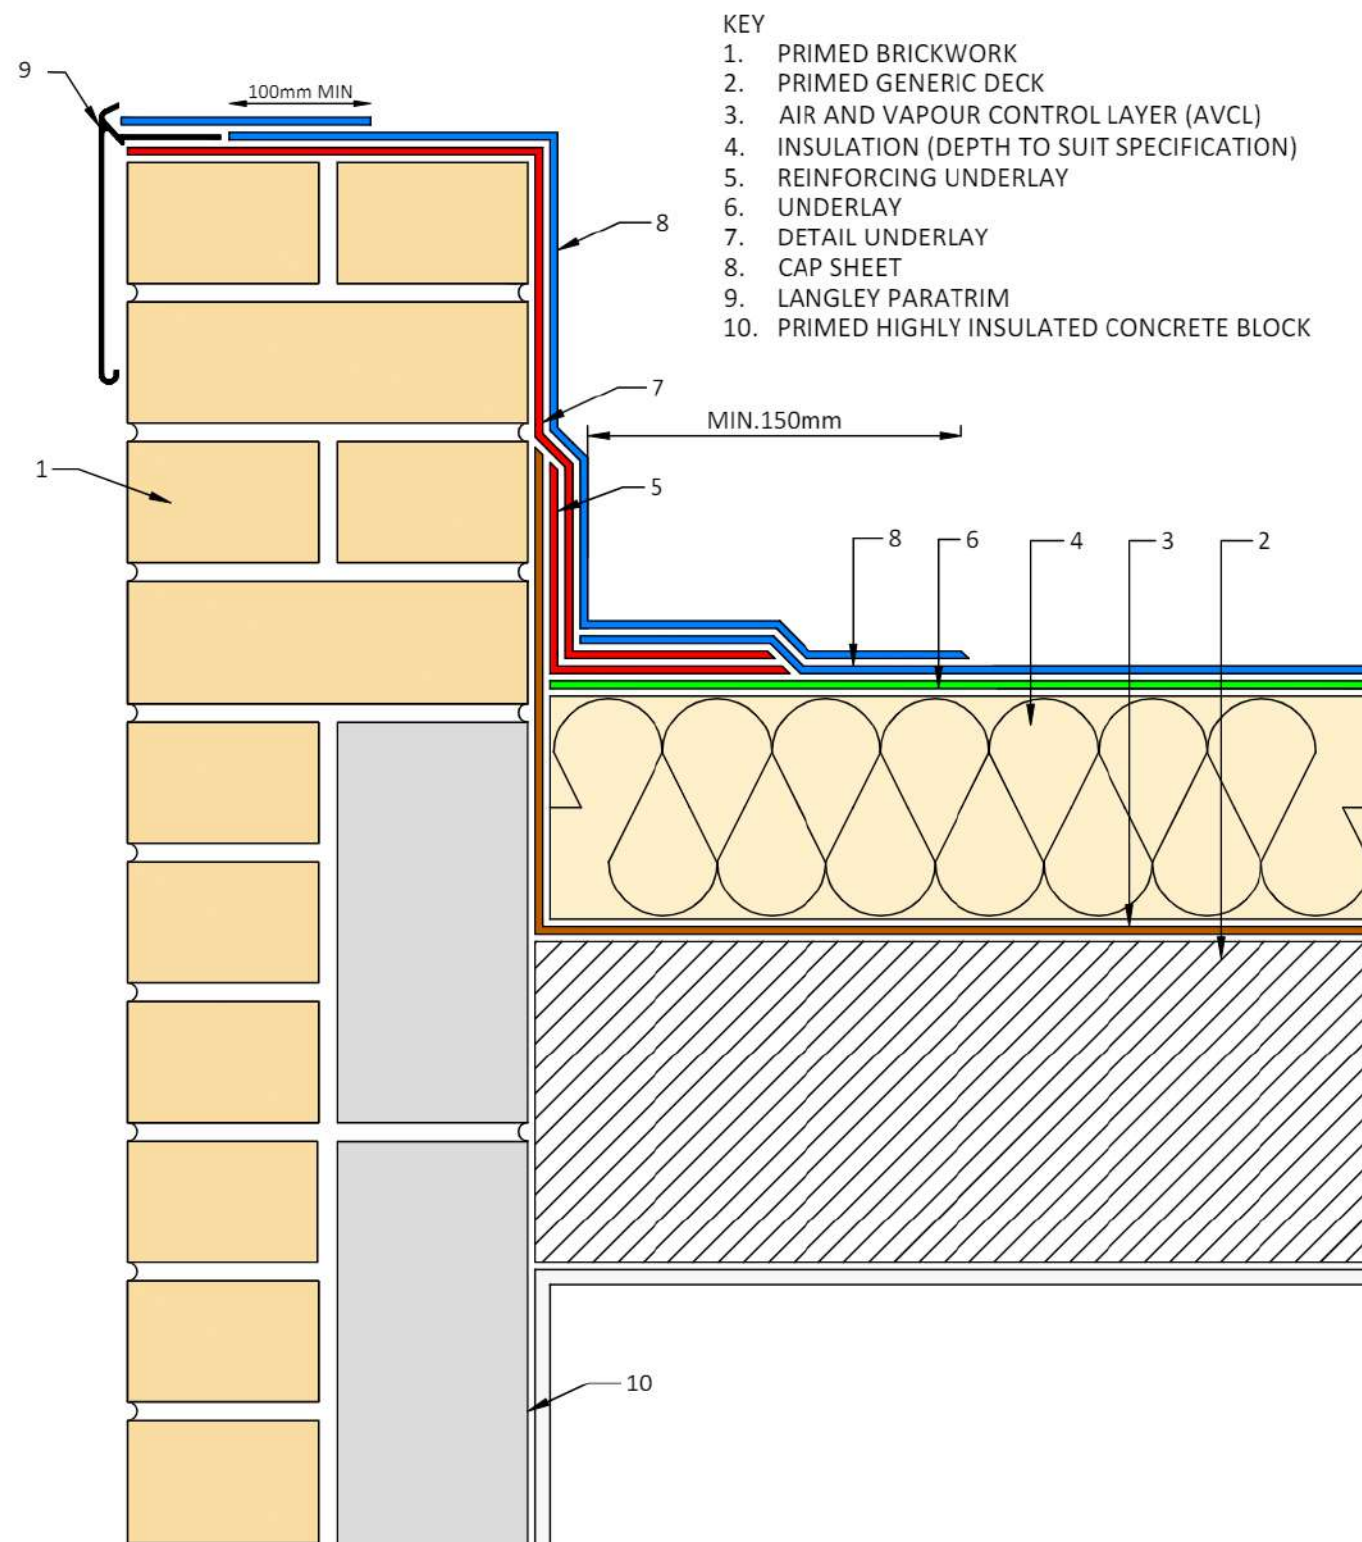 KEY
1. PRIMED BRICKWORK
2. PRIMED GENERIC DECK
3. AIR AND VAPOUR CONTROL LAYER (AVCL)
4. INSULATION (DEPTH TO SUIT SPECIFICATION)
5. REINFORCING UNDERLAY
6. UNDERLAY
7. DETAIL UNDERLAY
8. CAP SHEET
9. LANGLEY PARATRIM
10. PRIMED HIGHLY INSULATED CONCRETE BLOCK
9
100mm MIN
8
7
MIN.150mm
1
5
8
6
4
3
2
10